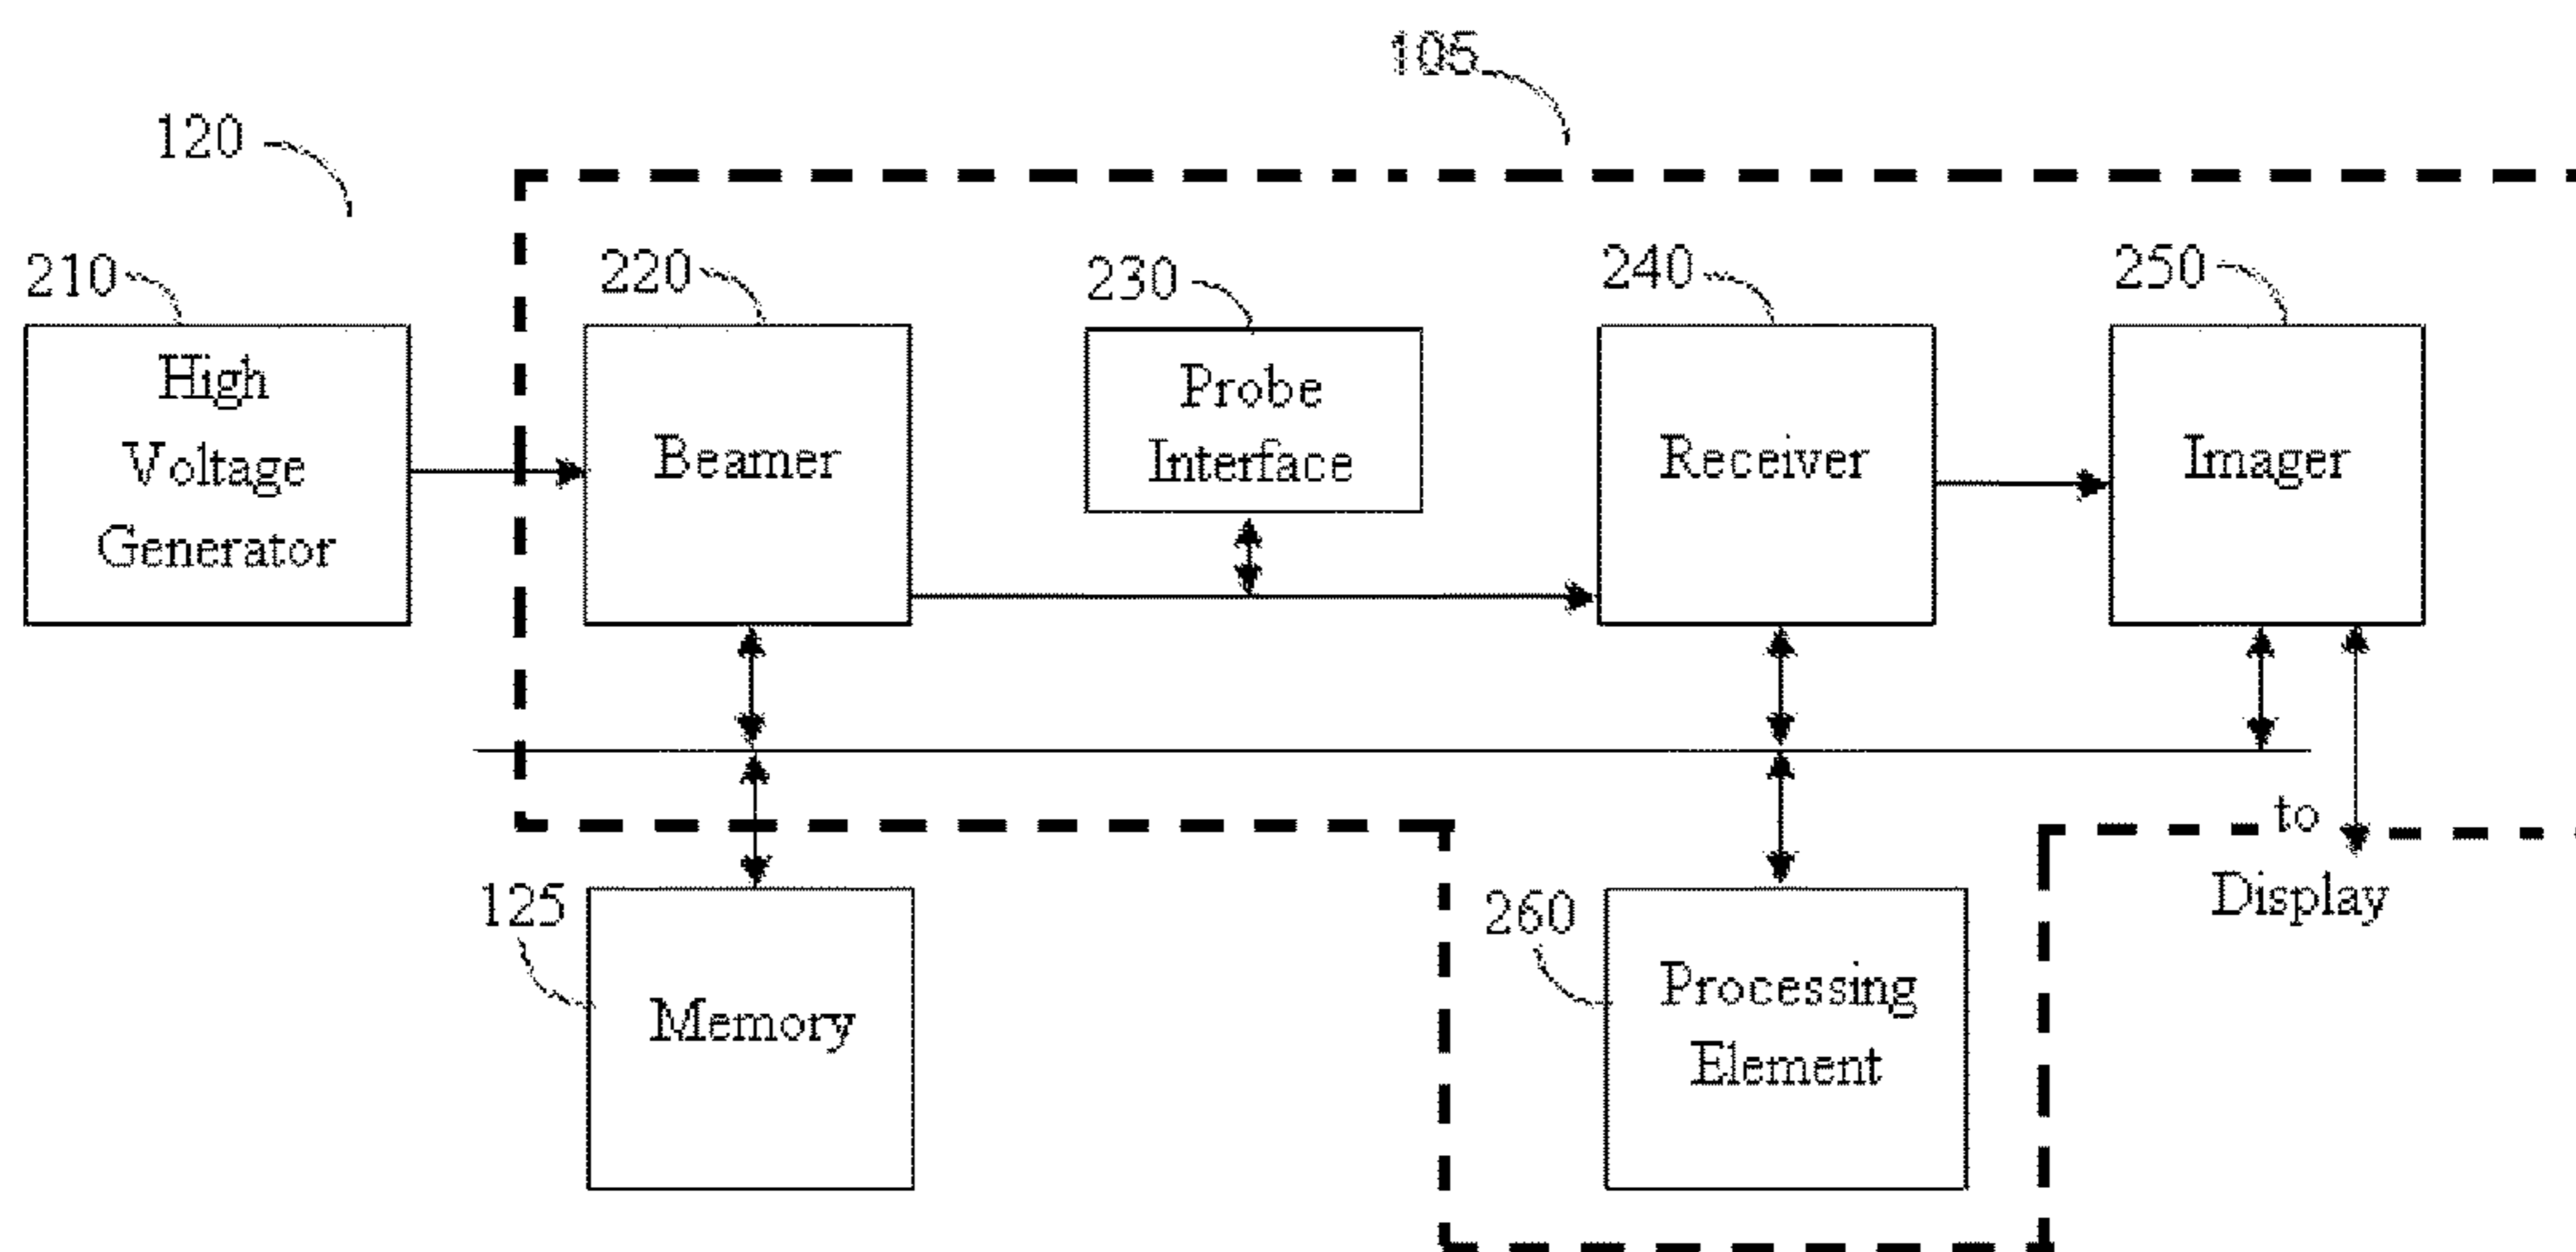 105
120
210
220
230
240
250
High
Voltage
Generator
Beamer
Probe
Interface
Receiver
Imager
to
Display
125
Memory
260
Processing
Element